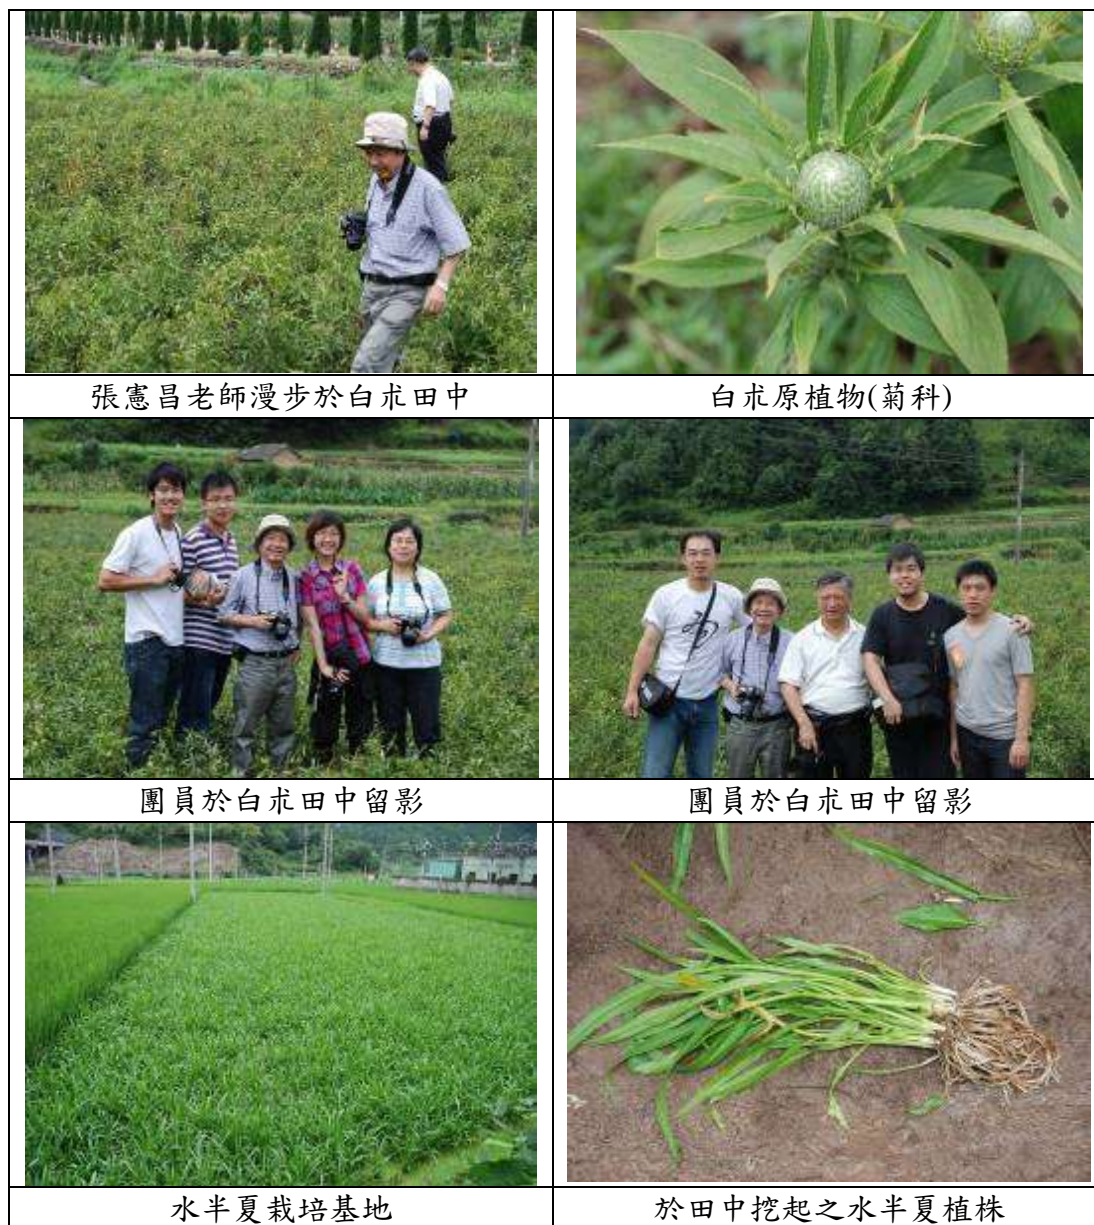 張憲昌老師漫步於白朮田中
白朮原植物(菊科)
團員於白朮田中留影
團員於白朮田中留影
水半夏栽培基地
於田中挖起之水半夏植株